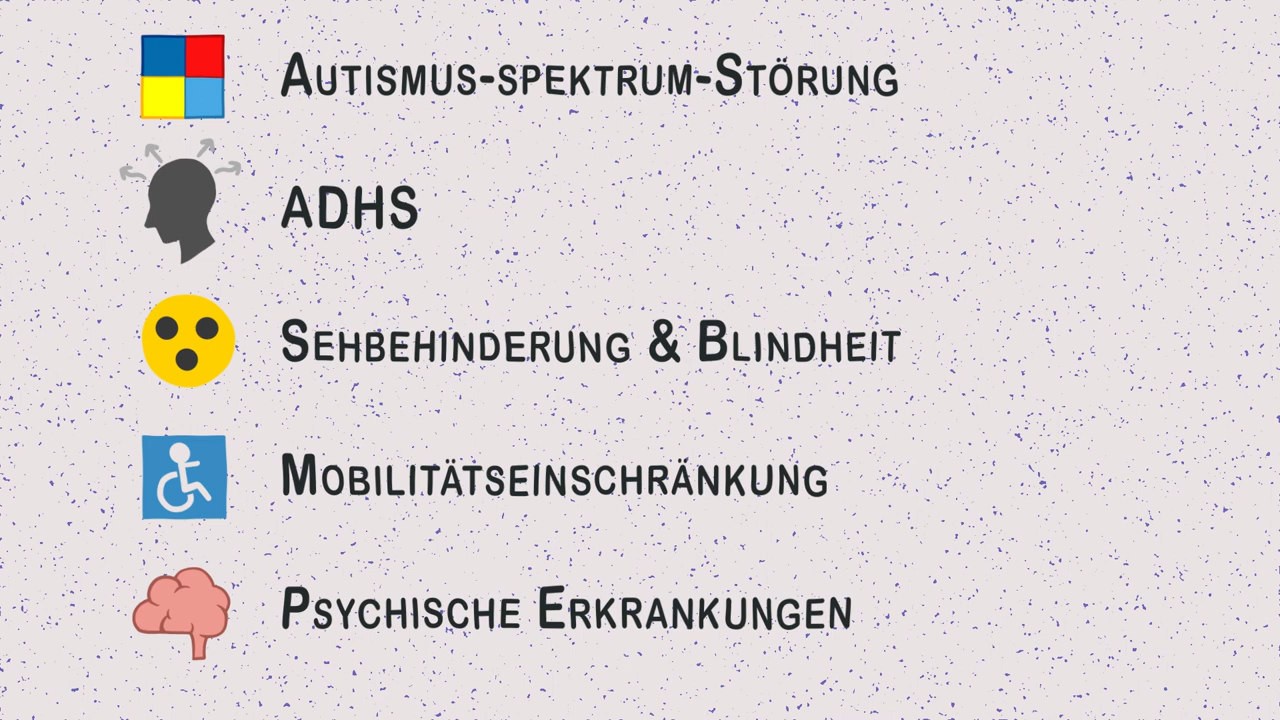 Autismus-spektrum-Störung
ADHS
Sehbehinderung & Blindheit
Mobilitätseinschränkung
Psychische Erkrankungen